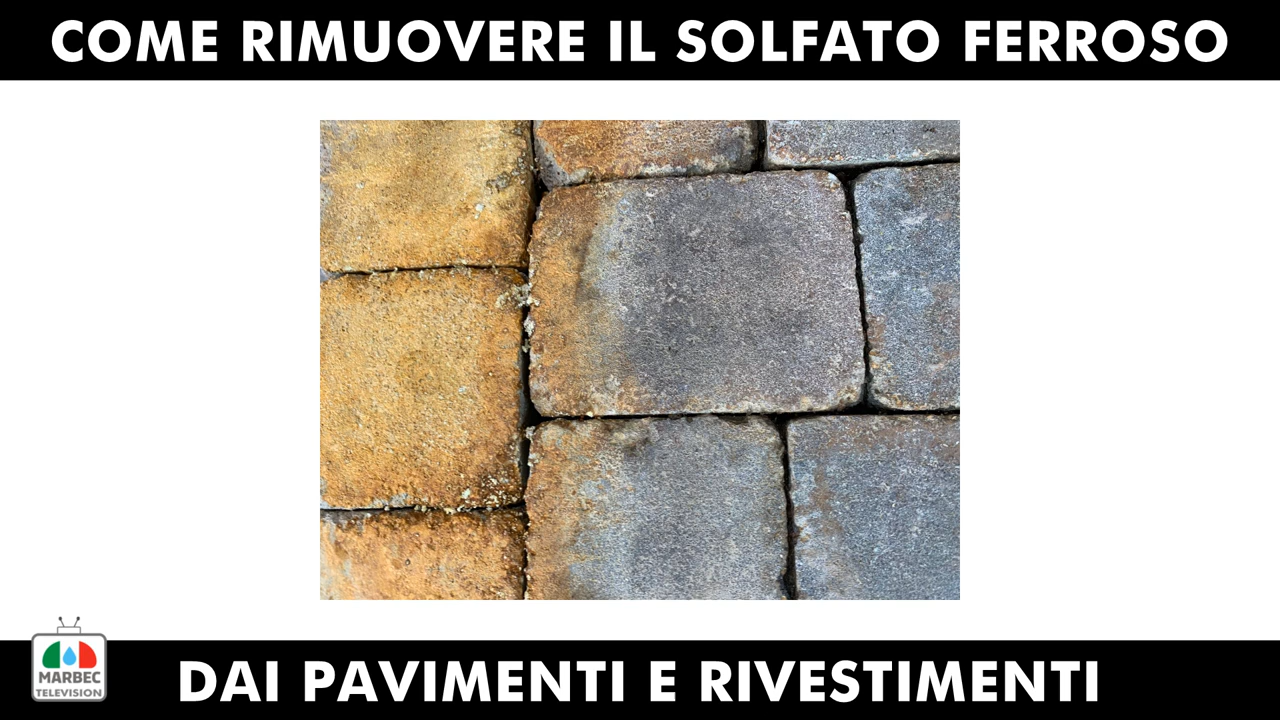 COME RIMUOVERE IL SOLFATO FERROSO
MARBEC
TELEVISION
DAI PAVIMENTI E RIVESTIMENTI